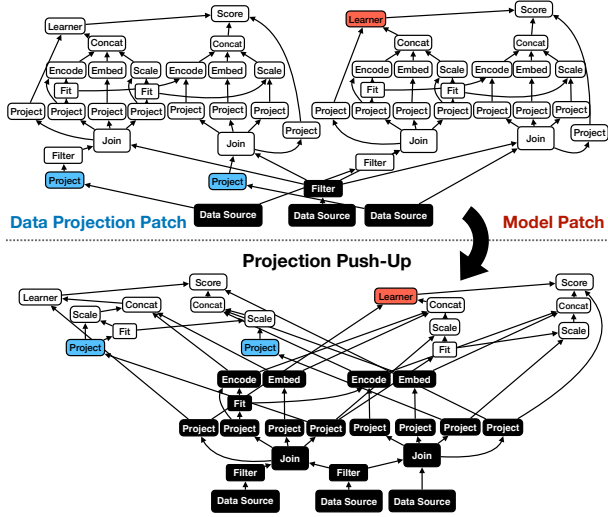 Score
Learner
Concat
Encode Embed Scale Encode Embed Scale
Fit Fit
Project Project Project Project Project Project Project
Project
Join Join
Filter
Project Project
Score
Learner
Concat Concat
Encode Embed Scale Encode Embed Scale
Fit Fit
Project Project Project Project Project Project Project
Project
Join Join
Filter
Filter
Data Source Data Source Data Source
Data Projection Patch
Model Patch
Projection Push-Up
Score Learner Score
Learner Concat Concat Concat Concat
Scale Scale Scale Scale
Fit Fit
Project Project
Encode Embed Encode Embed
Fit
Project Project Project Project Project Project Project Project
Join Join
Filter Filter
Data Source Data Source Data Source